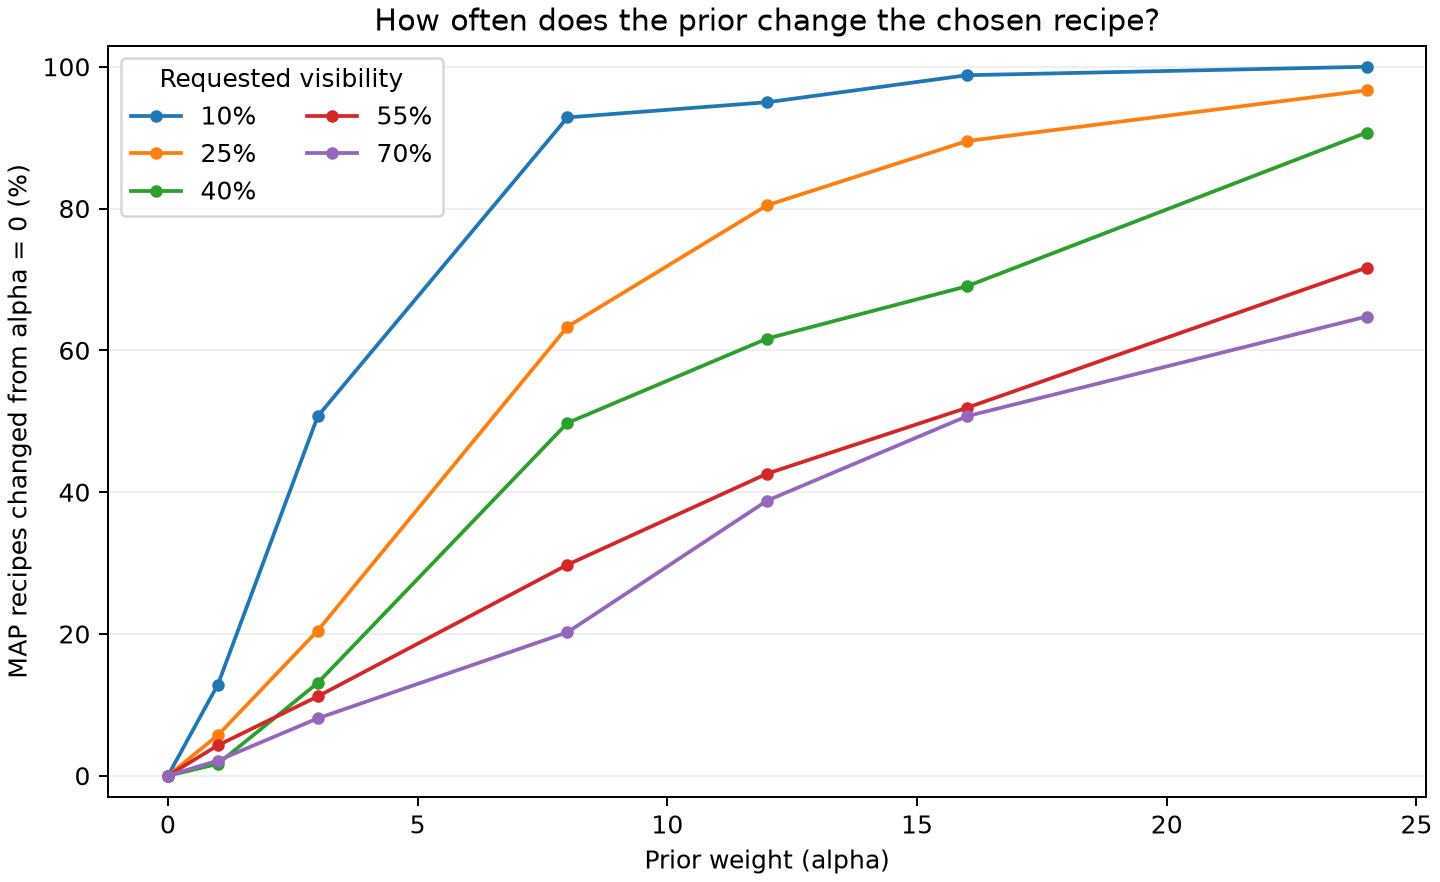 How often does the prior change the chosen recipe?
MAP recipes changed from alpha = 0 (%)
100
80
60
40
20
0
Requested visibility
10%
25%
40%
55%
70%
0 5 10 15 20 25
Prior weight (alpha)